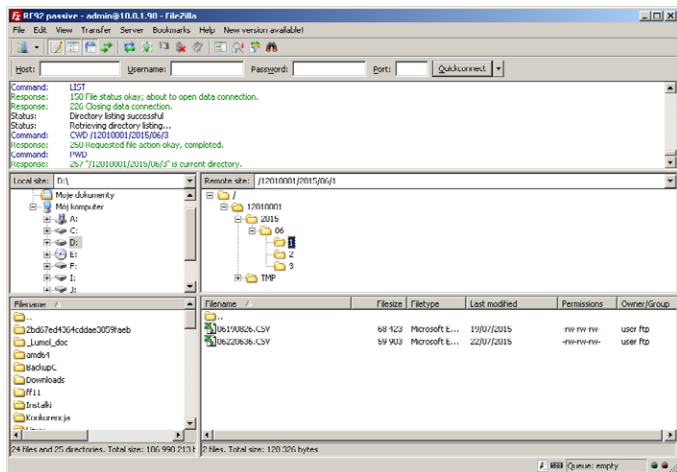 RE92 passive - admin@10.0.1.90 - FileZilla
File Edit View Transfer Server Bookmarks Help New version available!
Host: Username: Password: Port: Quickconnect
Command: LIST
Response: 150 File status okay; about to open data connection.
Response: 226 Closing data connection.
Status: Directory listing successful
Status: Retrieving directory listing...
Command: CWD /12010001/2015/06/3
Response: 250 Requested file action okay, completed.
Command: PWD
Response: 257 "/12010001/2015/06/3" is current directory.
Local site: D:\
Moje dokumenty
Mój komputer
A:
C:
D:
E:
F:
I:
J:
Remote site: /12010001/2015/06/1
/
12010001
2015
06
1
2
3
TMP
Filename /
..
2bd67ed4364cddae3059faeb
_Lumel_doc
amd64
BackupC
Downloads
ff11
Instalki
Konkurencja
24 files and 25 directories. Total size: 106 990 213 b
Filename / Filesize Filetype Last modified Permissions Owner/Group
..
06190826.CSV 68 423 Microsoft E... 19/07/2015 -rw-rw-rw- user ftp
06220636.CSV 59 903 Microsoft E... 22/07/2015 -rw-rw-rw- user ftp
2 files. Total size: 128 326 bytes
Queue: empty